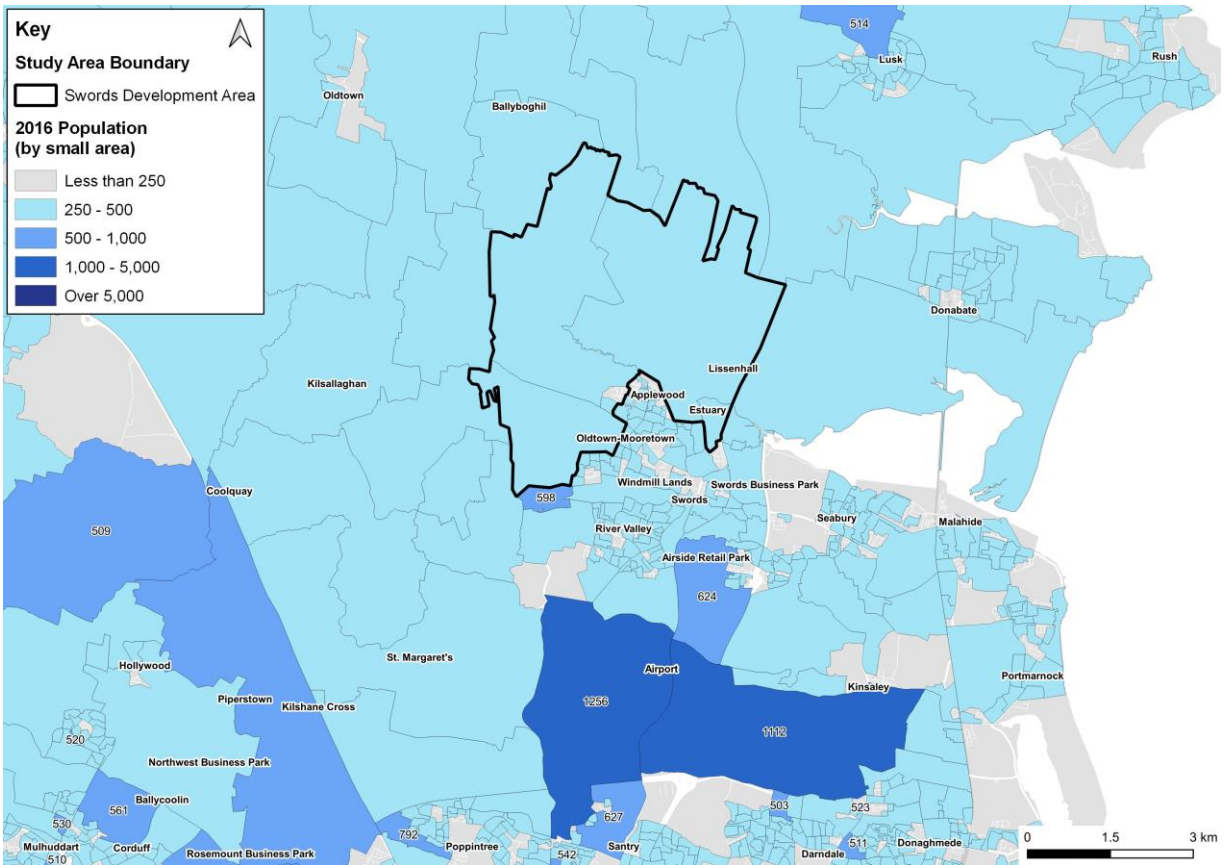 Key
Study Area Boundary
Swords Development Area
2016 Population
(by small area)
Less than 250
250 - 500
500 - 1,000
1,000 - 5,000
Over 5,000
514
Lusk
Rush
Oldtown
Ballyboghil
Donabate
Lissenhall
Kilsallaghan
Applewood
Estuary
Oldtown-Mooretown
Coolquay
Windmill Lands
Swords Business Park
Swords
598
509
River Valley
Seabury
Malahide
Airside Retail Park
624
St. Margaret's
Hollywood
Airport
Portmarnock
Kinsaley
Piperstown
Kilshane Cross
1256
1112
520
Northwest Business Park
Ballycoolin
561
503
523
530
792
627
Mulhuddart
Corduff
Poppintree
Santry
511
Donaghmede
510
Rosemount Business Park
542
Darndale
0
1.5
3 km